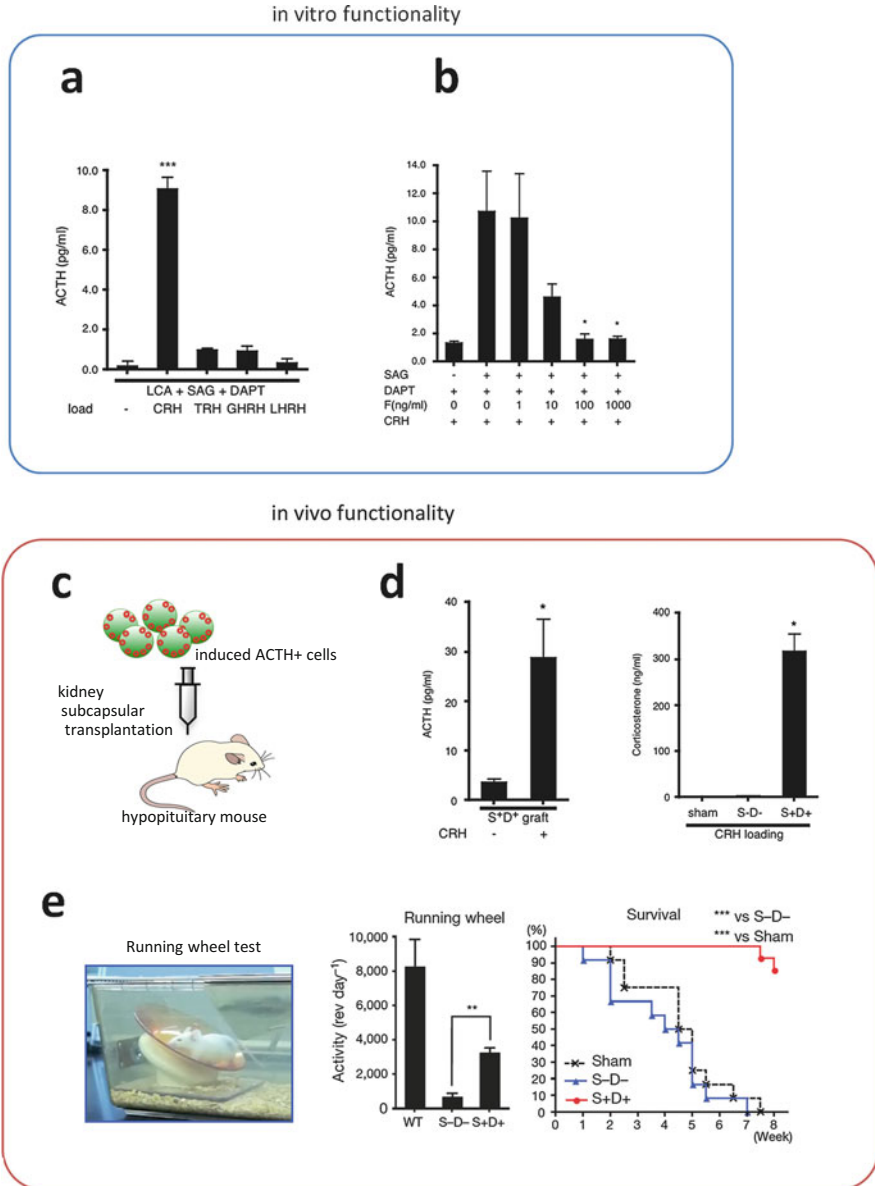 in vitro functionality
a
***
10.0
8.0
6.0
4.0
2.0
0.0
ACTH (pg/ml)
LCA + SAG + DAPT
load - CRH TRH GHRH LHRH
b
14.0
12.0
10.0
8.0
6.0
4.0
2.0
0.0
ACTH (pg/ml)
* *
SAG - + + + + +
DAPT + + + + + +
F(ng/ml) 0 0 1 10 100 1000
CRH + + + + + +
in vivo functionality
c
induced ACTH+ cells
kidney
subcapsular
transplantation
hypopituitary mouse
d
40
30
20
10
0
ACTH (pg/ml)
*
S+D+ graft
CRH - +
400
300
200
100
0
Corticosterone (ng/ml)
*
sham S-D- S+D+
CRH loading
e
Running wheel test
Running wheel
10,000
8,000
6,000
4,000
2,000
0
Activity (rev day⁻¹)
**
WT S–D– S+D+
Survival
*** vs S–D–
*** vs Sham
(%)
100
90
80
70
60
50
40
30
20
10
0
Sham
S–D–
S+D+
0 1 2 3 4 5 6 7 8
(Week)